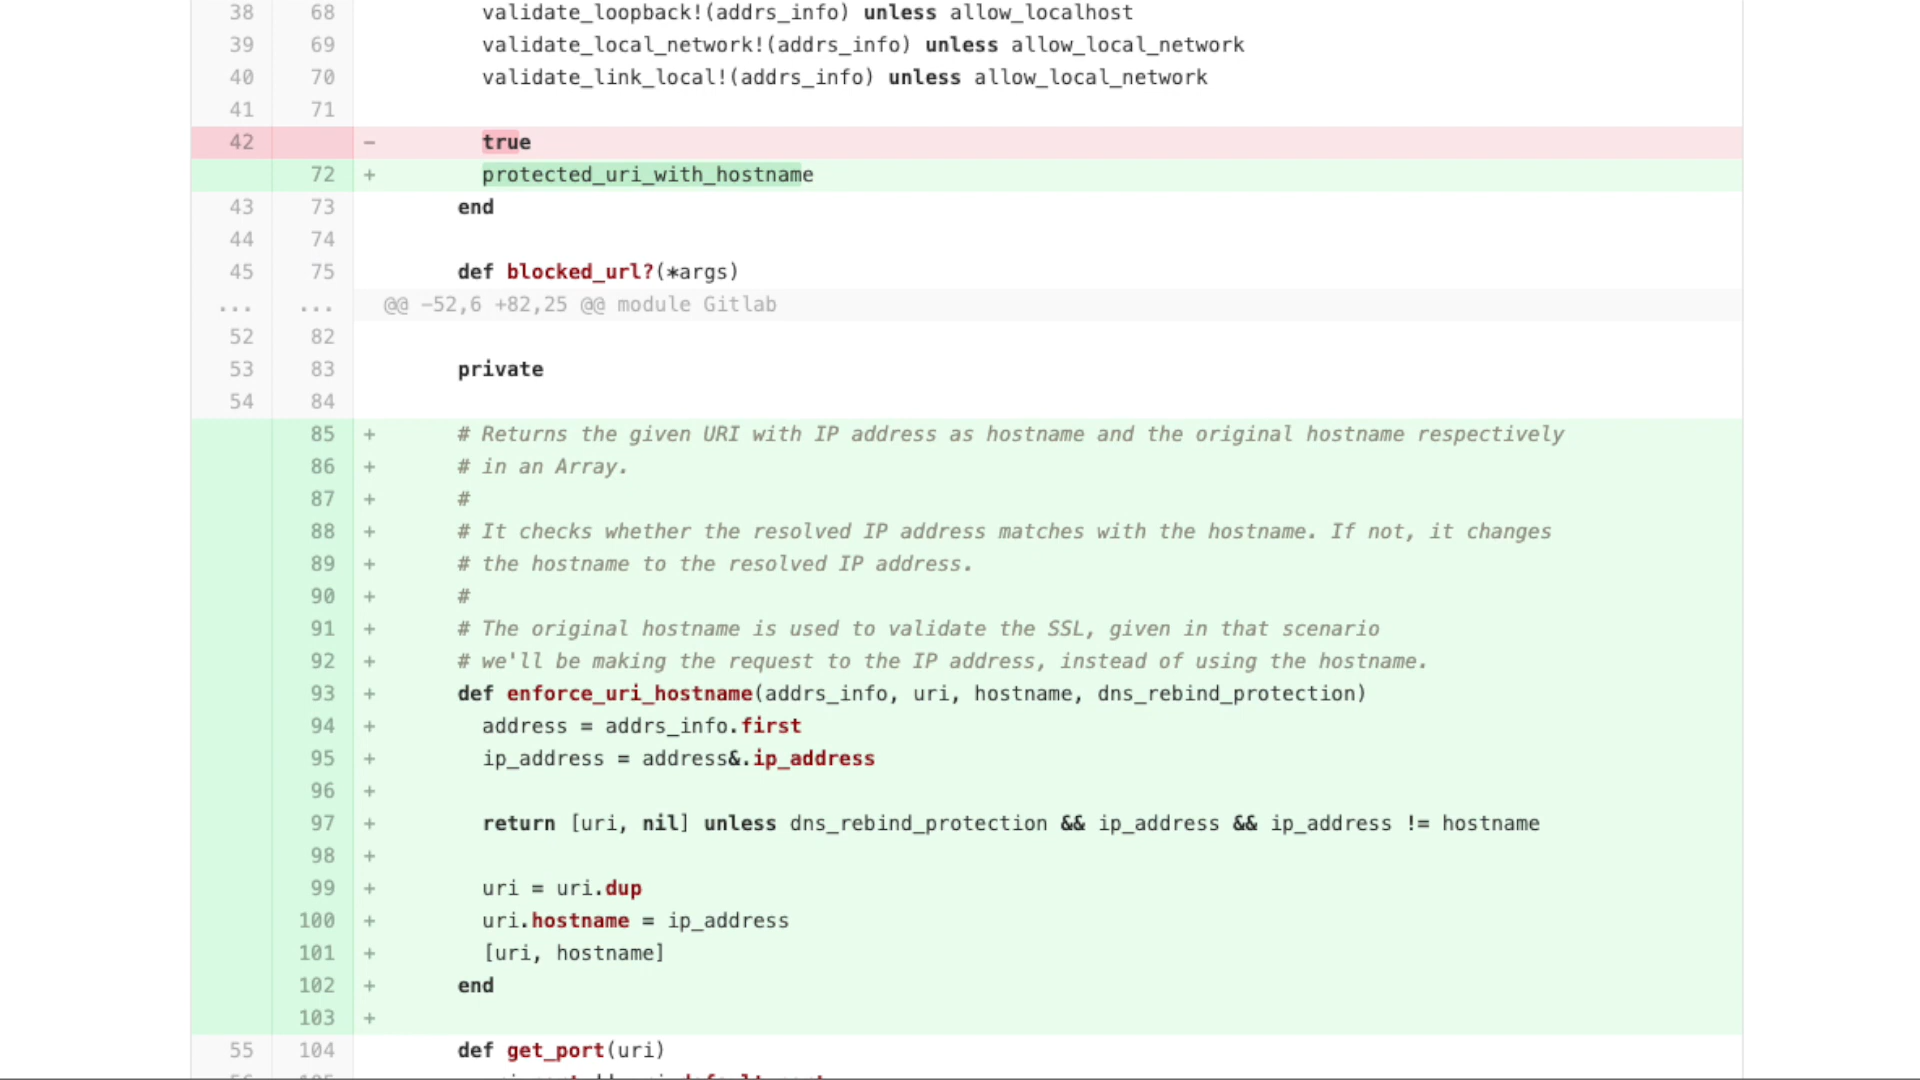 38 68 validate_loopback!(addrs_info) unless allow_localhost
39 69 validate_local_network!(addrs_info) unless allow_local_network
40 70 validate_link_local!(addrs_info) unless allow_local_network
41 71
42 - true
72 + protected_uri_with_hostname
43 73 end
44 74
45 75 def blocked_url?(*args)
... ... @@ -52,6 +82,25 @@ module Gitlab
52 82
53 83 private
54 84
85 + # Returns the given URI with IP address as hostname and the original hostname respectively
86 + # in an Array.
87 + #
88 + # It checks whether the resolved IP address matches with the hostname. If not, it changes
89 + # the hostname to the resolved IP address.
90 + #
91 + # The original hostname is used to validate the SSL, given in that scenario
92 + # we'll be making the request to the IP address, instead of using the hostname.
93 + def enforce_uri_hostname(addrs_info, uri, hostname, dns_rebind_protection)
94 + address = addrs_info.first
95 + ip_address = address&.ip_address
96 +
97 + return [uri, nil] unless dns_rebind_protection && ip_address && ip_address != hostname
98 +
99 + uri = uri.dup
100 + uri.hostname = ip_address
101 + [uri, hostname]
102 + end
103 +
55 104 def get_port(uri)